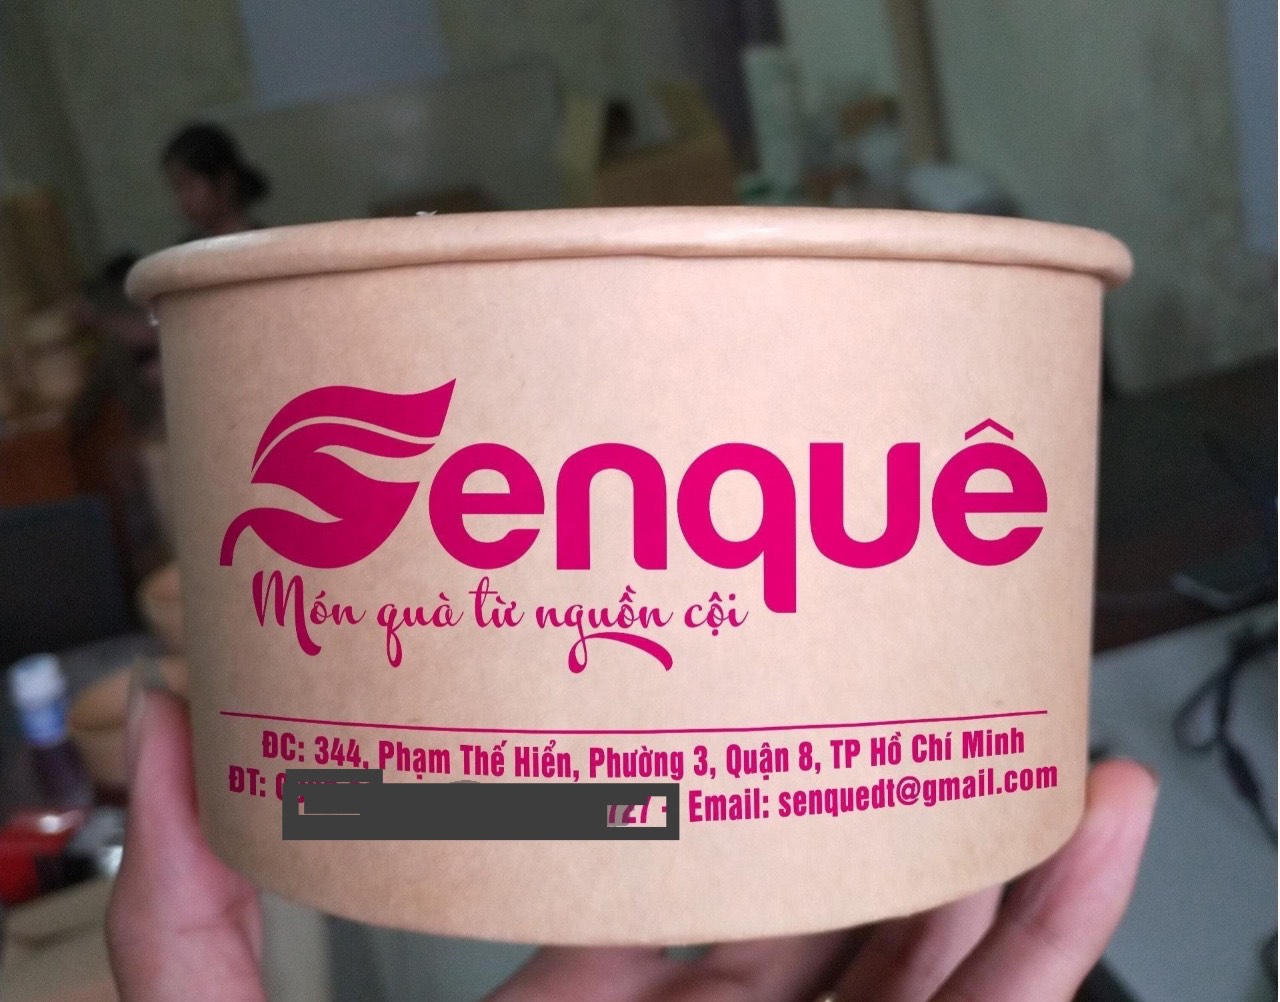 Senquê
Món quà từ nguồn cội
ĐC: 344, Phạm Thế Hiển, Phường 3, Quận 8, TP Hồ Chí Minh
ĐT: Email: senquedt@gmail.com